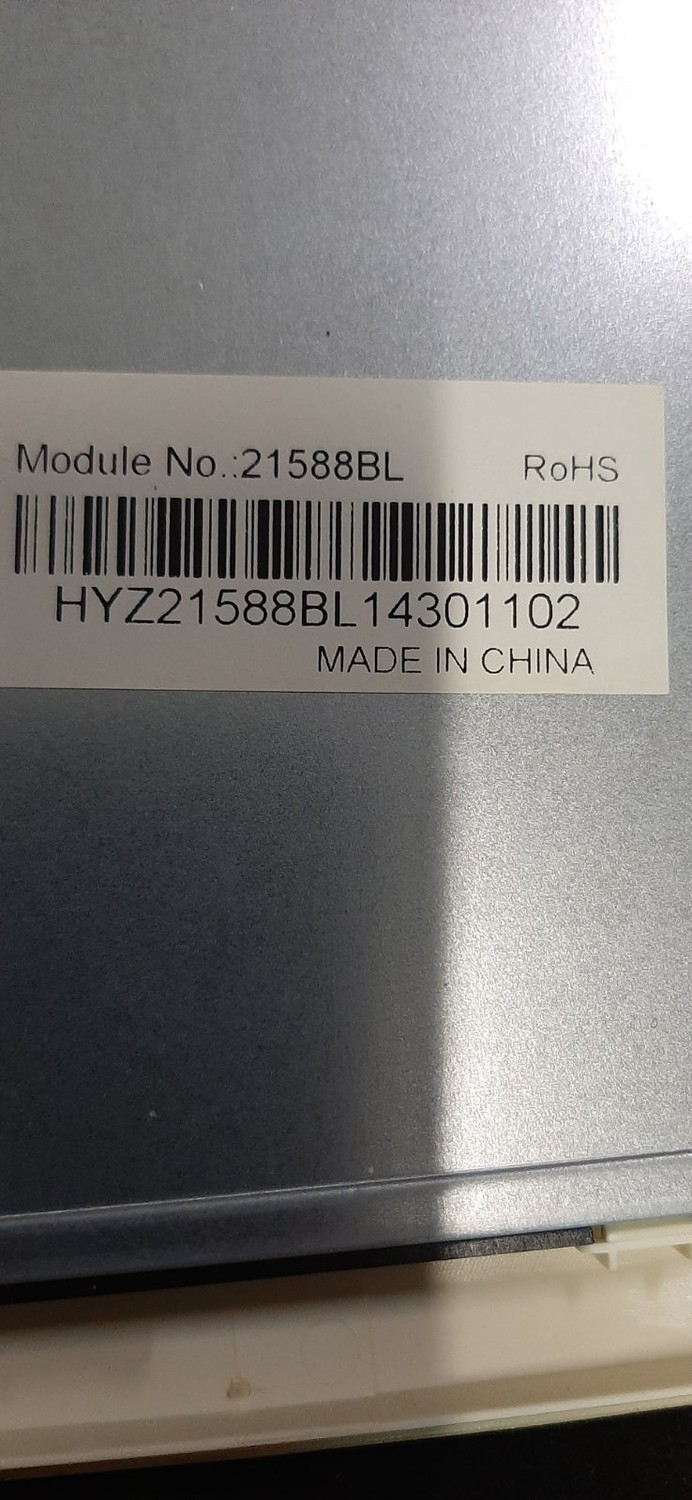 Module No.:21588BL RoHS
HYZ21588BL14301102
MADE IN CHINA